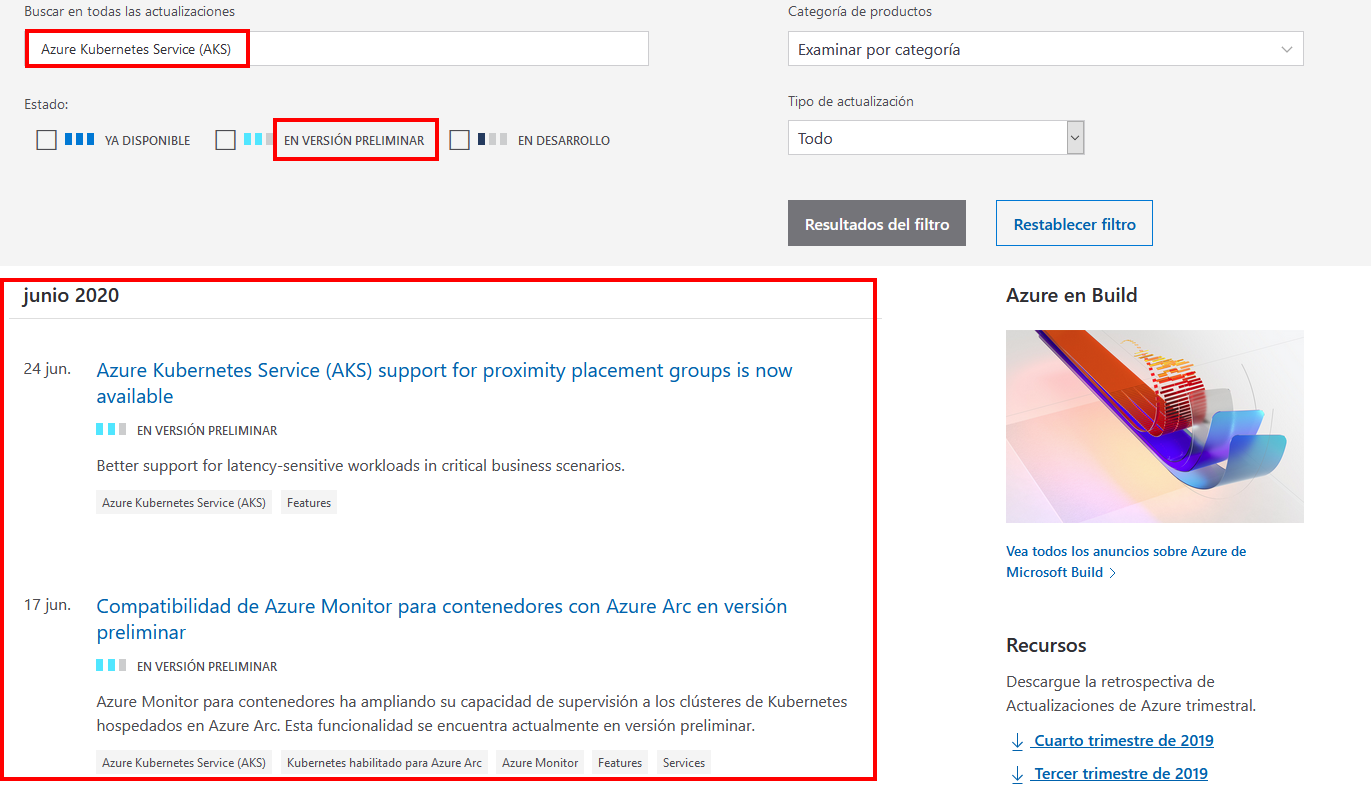 Buscar en todas las actualizaciones
Azure Kubernetes Service (AKS)
Categoría de productos
Examinar por categoría
Estado:
YA DISPONIBLE
EN VERSIÓN PRELIMINAR
EN DESARROLLO
Tipo de actualización
Todo
Resultados del filtro
Restablecer filtro
junio 2020
24 jun.
Azure Kubernetes Service (AKS) support for proximity placement groups is now
available
EN VERSIÓN PRELIMINAR
Better support for latency-sensitive workloads in critical business scenarios.
Azure Kubernetes Service (AKS)
Features
17 jun.
Compatibilidad de Azure Monitor para contenedores con Azure Arc en versión
preliminar
EN VERSIÓN PRELIMINAR
Azure Monitor para contenedores ha ampliando su capacidad de supervisión a los clústeres de Kubernetes
hospedados en Azure Arc. Esta funcionalidad se encuentra actualmente en versión preliminar.
Azure Kubernetes Service (AKS)
Kubernetes habilitado para Azure Arc
Azure Monitor
Features
Services
Azure en Build
Vea todos los anuncios sobre Azure de
Microsoft Build
Recursos
Descargue la retrospectiva de
Actualizaciones de Azure trimestral.
Cuarto trimestre de 2019
Tercer trimestre de 2019